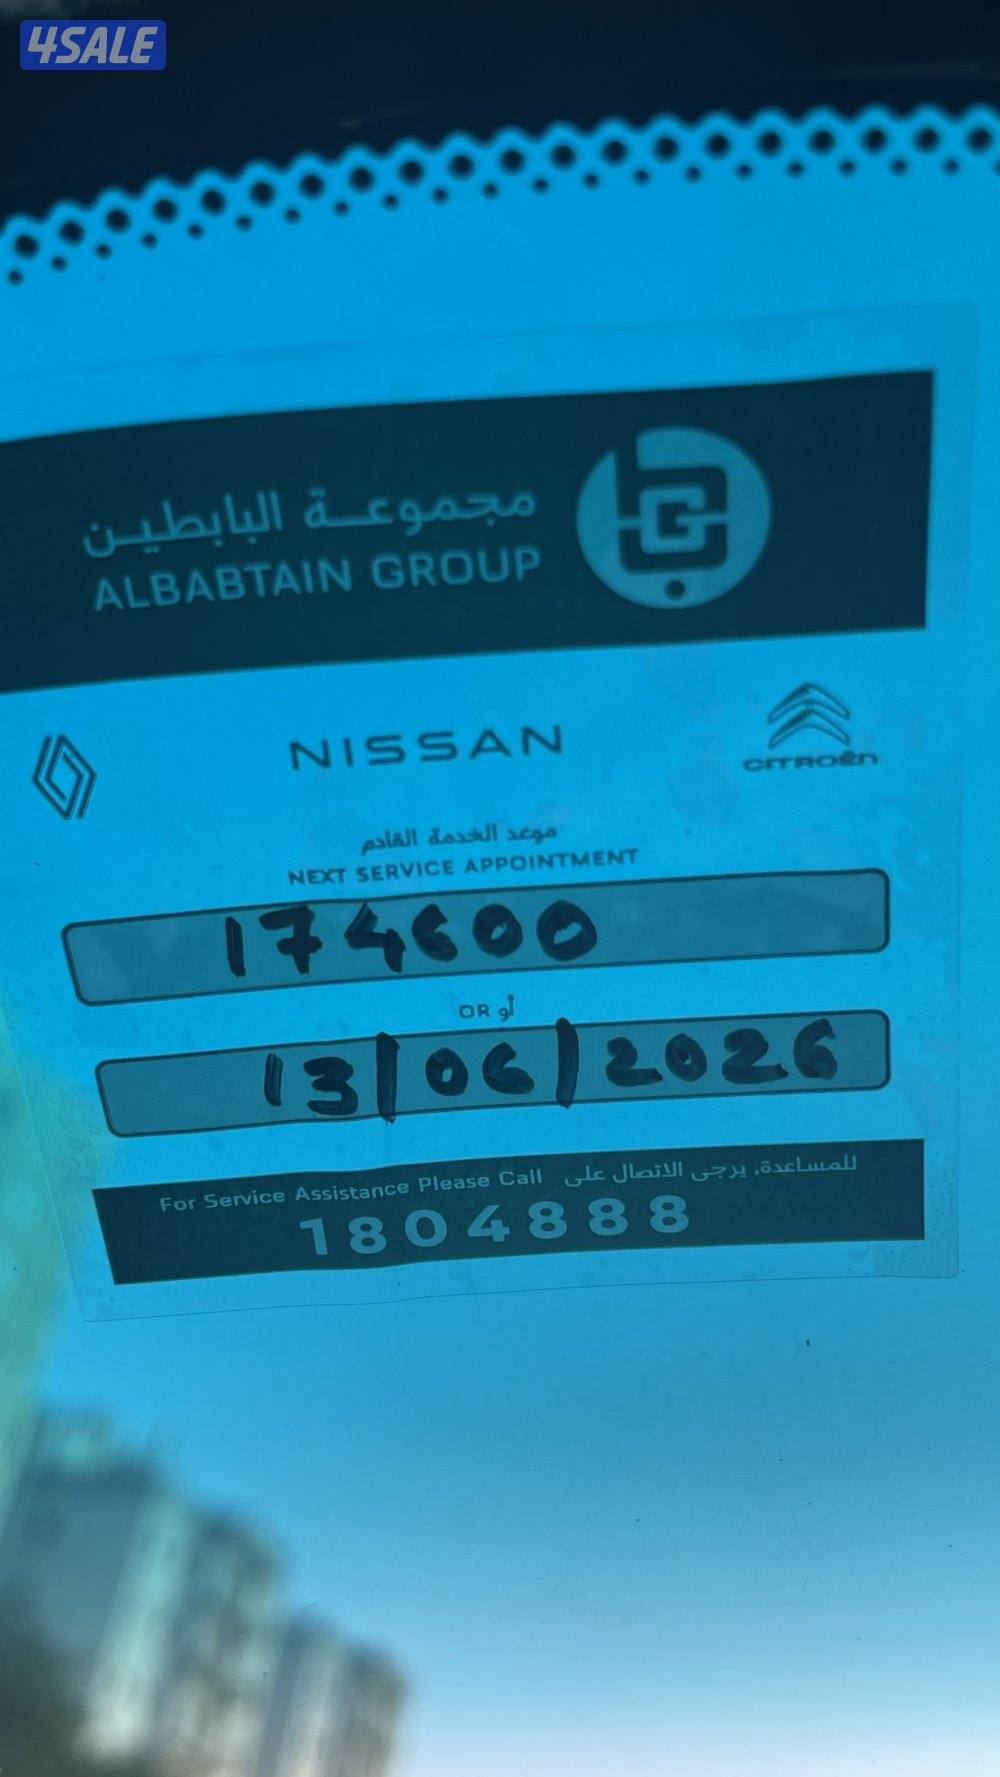 4SALE
مجموعة البابطين
ALBABTAIN GROUP
NISSAN
CITROËN
موعد الخدمة القادم
NEXT SERVICE APPOINTMENT
174600
OR أو
13/06/2026
For Service Assistance Please Call للمساعدة, يرجى الاتصال على
1804888